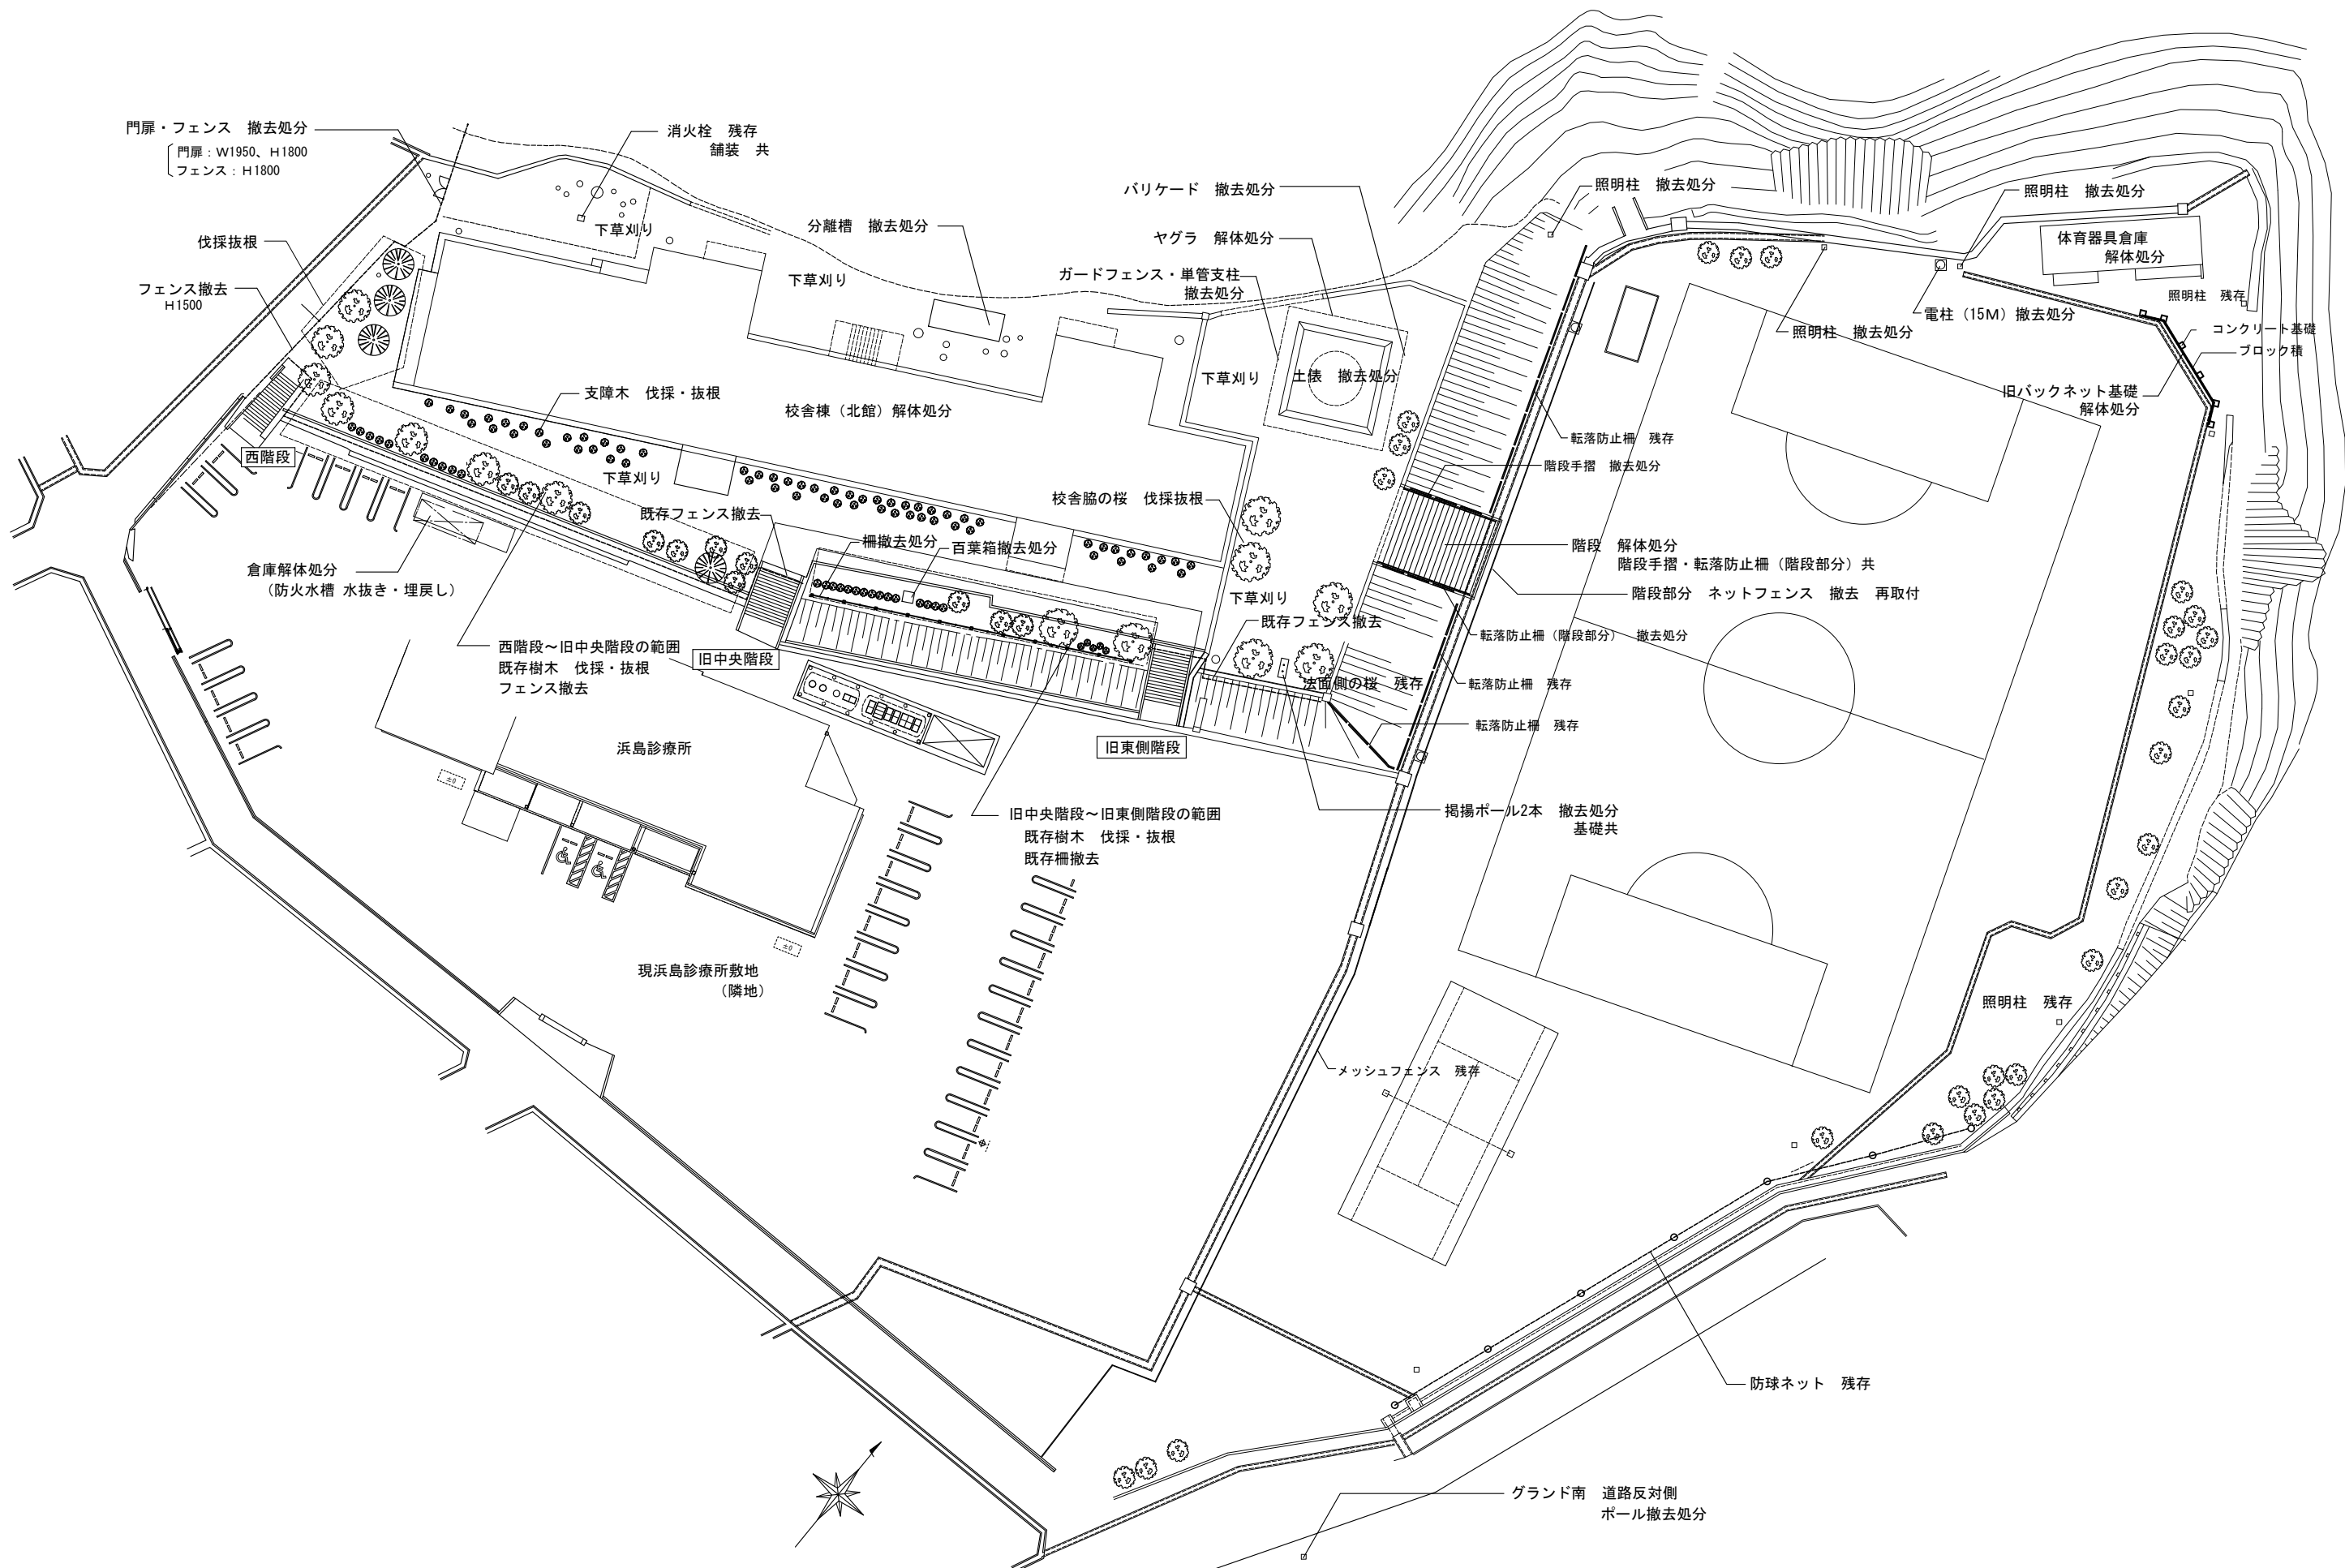 門扉・フェンス　撤去処分
門扉：W1950、H1800
フェンス：H1800
消火栓　残存
舗装　共
伐採抜根
フェンス撤去
H1500
下草刈り
分離槽　撤去処分
下草刈り
バリケード　撤去処分
ヤグラ　解体処分
ガードフェンス・単管支柱
撤去処分
照明柱　撤去処分
照明柱　撤去処分
体育器具倉庫
解体処分
照明柱　残存
電柱（15M）撤去処分
照明柱　撤去処分
コンクリート基礎
ブロック積
旧バックネット基礎
解体処分
下草刈り
土俵　撤去処分
支障木　伐採・抜根
校舎棟（北館）解体処分
転落防止柵　残存
階段手摺　撤去処分
西階段
下草刈り
既存フェンス撤去
校舎脇の桜　伐採抜根
柵撤去処分
百葉箱撤去処分
階段　解体処分
階段手摺・転落防止柵（階段部分）共
階段部分　ネットフェンス　撤去　再取付
倉庫解体処分
（防火水槽 水抜き・埋戻し）
下草刈り
既存フェンス撤去
転落防止柵（階段部分）　撤去処分
西階段～旧中央階段の範囲
既存樹木　伐採・抜根
フェンス撤去
旧中央階段
法面側の桜　残存
転落防止柵　残存
転落防止柵　残存
浜島診療所
旧東側階段
±0
旧中央階段～旧東側階段の範囲
既存樹木　伐採・抜根
既存柵撤去
掲揚ポール2本　撤去処分
基礎共
±0
現浜島診療所敷地
（隣地）
照明柱　残存
メッシュフェンス　残存
防球ネット　残存
グランド南　道路反対側
ポール撤去処分